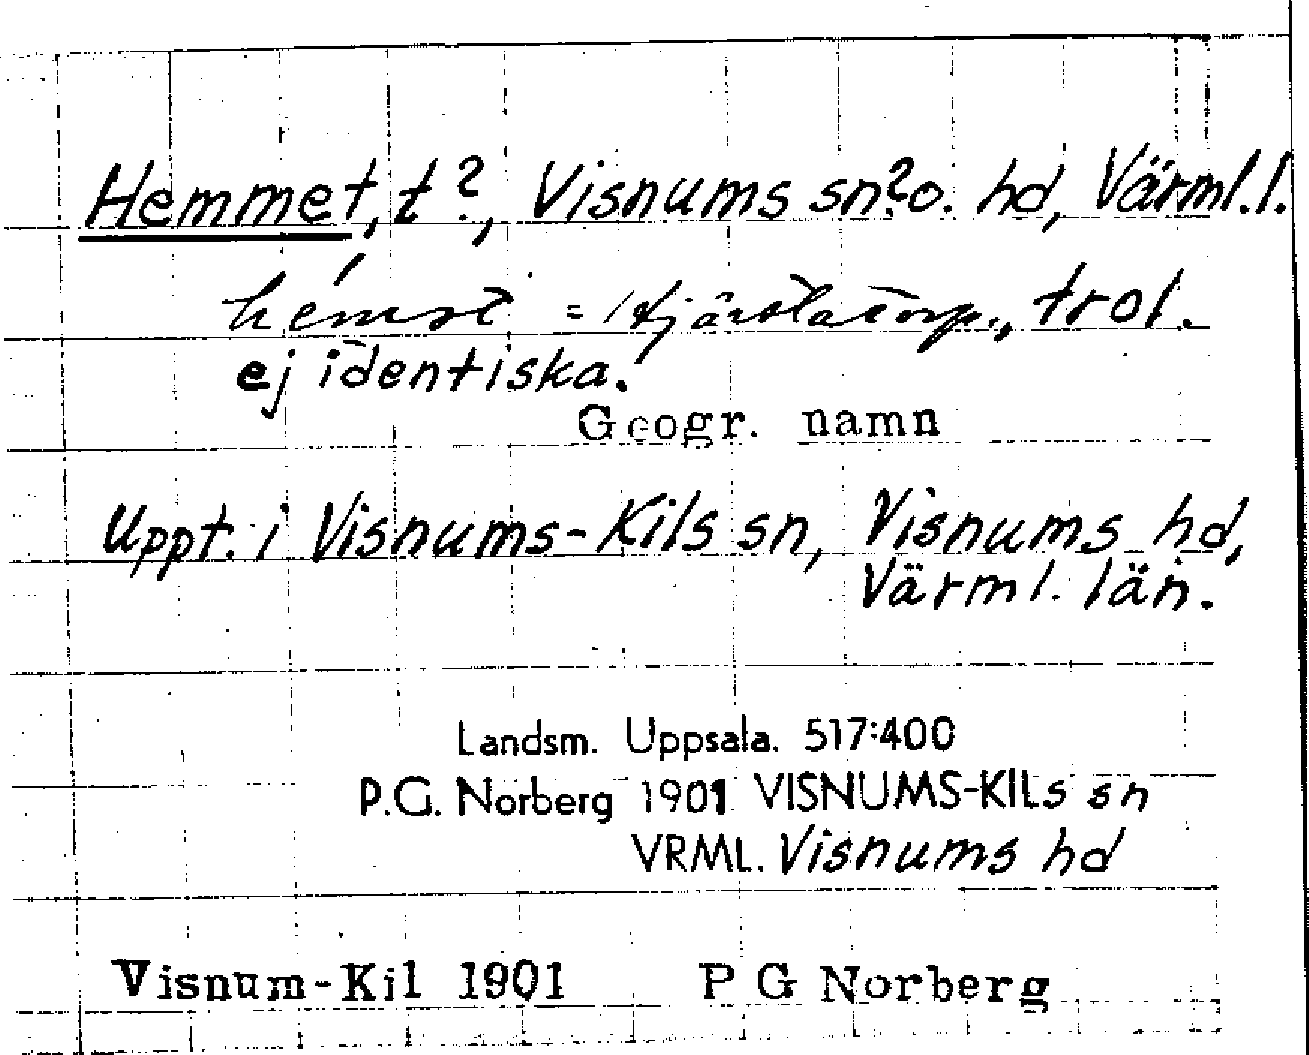 Hemmet, t?, Visnums sn? o. hd, Värml. l.
trol.
ej identiska.
Geogr. namn
Uppt. i Visnums-Kils sn, Visnums hd,
Värml. län.
Landsm. Uppsala. 517:400
P.G. Norberg 1901 VISNUMS-KILs sn
VRML. Visnums hd
Visnum-Kil 1901 P G Norberg